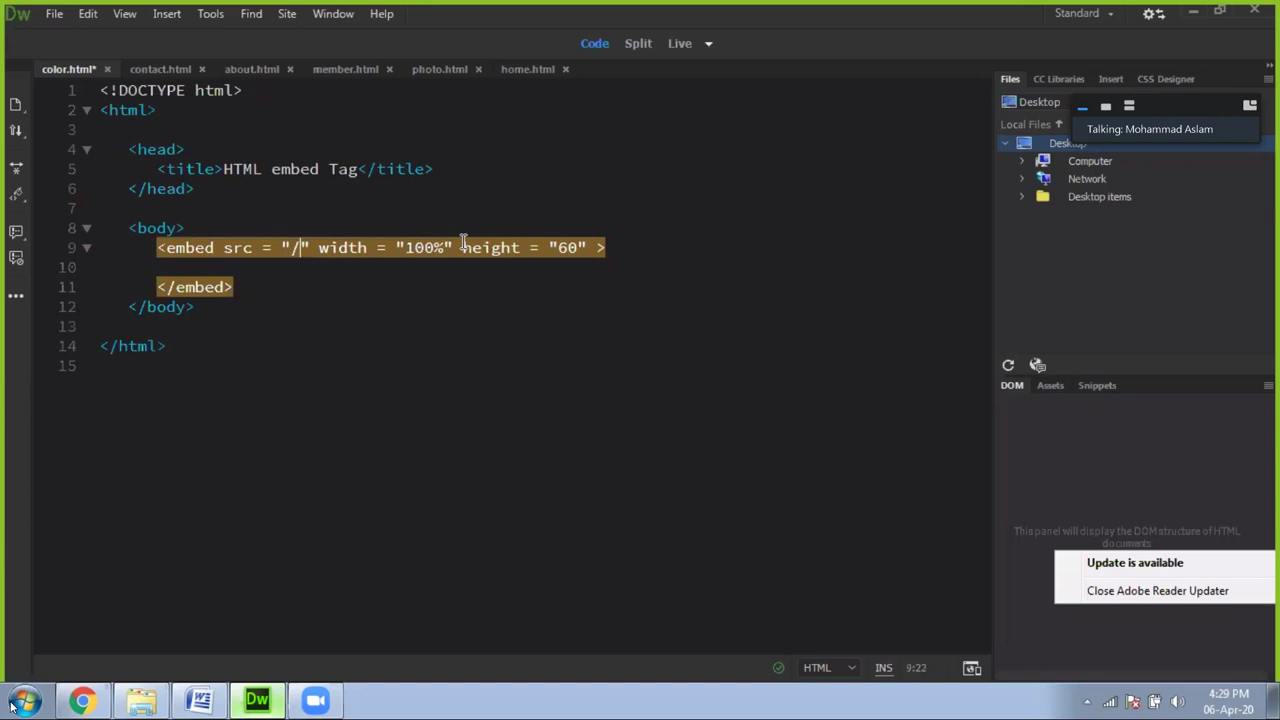 Dw File Edit View Insert Tools Find Site Window Help Standard
Code Split Live
color.html* contact.html about.html member.html photo.html home.html
Files CC Libraries Insert CSS Designer
Desktop
Talking: Mohammad Aslam
Local Files
Desktop
Computer
Network
Desktop items
1 <!DOCTYPE html>
2 <html>
3
4 <head>
5 <title>HTML embed Tag</title>
6 </head>
7
8 <body>
9 <embed src = "/" width = "100%" height = "60" >
10
11 </embed>
12 </body>
13
14 </html>
15
DOM Assets Snippets
This panel will display the DOM structure of HTML
documents
Update is available
Close Adobe Reader Updater
HTML INS 9:22
Dw
4:29 PM
06-Apr-20